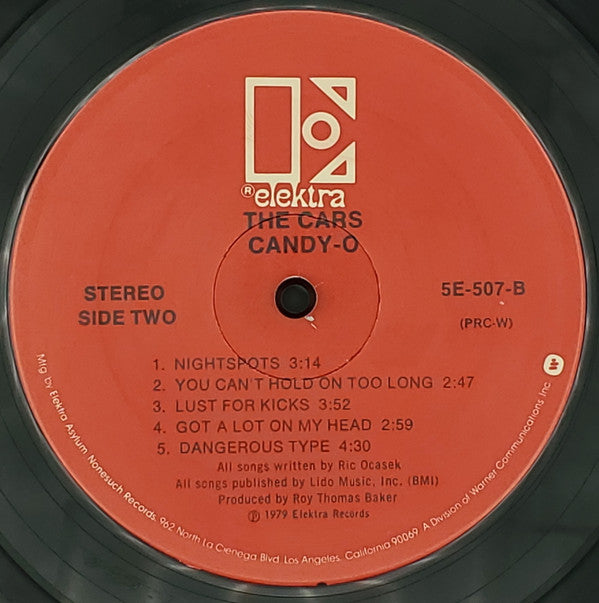 ® elektra
THE CARS
CANDY-O
STEREO
SIDE TWO
5E-507-B
(PRC-W)
1. NIGHTSPOTS 3:14
2. YOU CAN'T HOLD ON TOO LONG 2:47
3. LUST FOR KICKS 3:52
4. GOT A LOT ON MY HEAD 2:59
5. DANGEROUS TYPE 4:30
All songs written by Ric Ocasek
All songs published by Lido Music, Inc. (BMI)
Produced by Roy Thomas Baker
℗ 1979 Elektra Records
Mfg by Elektra Asylum Nonesuch Records, 962 North La Cienega Blvd. Los Angeles, California 90069. A Division of Warner Communications Inc.